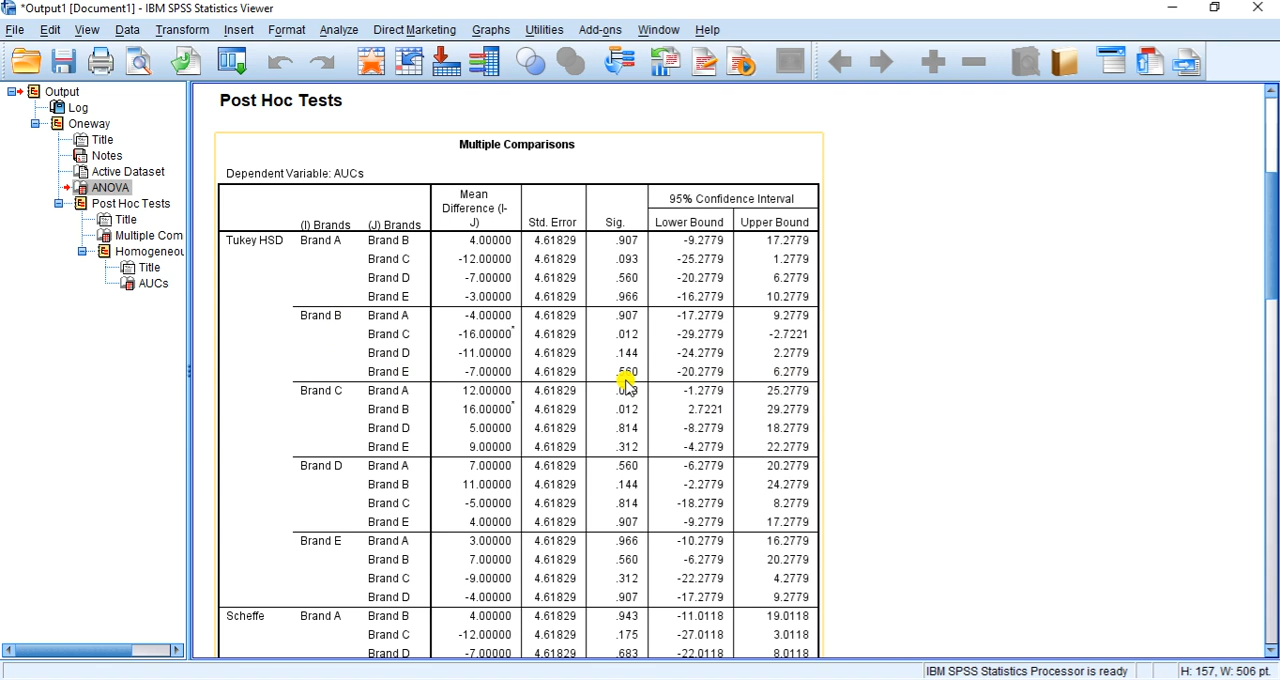 *Output1 [Document1] - IBM SPSS Statistics Viewer
File Edit View Data Transform Insert Format Analyze Direct Marketing Graphs Utilities Add-ons Window Help
Output
Log
Oneway
Title
Notes
Active Dataset
ANOVA
Post Hoc Tests
Title
Multiple Com
Homogeneou
Title
AUCs
Post Hoc Tests
Multiple Comparisons
Dependent Variable: AUCs
(I) Brands (J) Brands Mean Difference (I-J) Std. Error Sig. 95% Confidence Interval
Lower Bound Upper Bound
Tukey HSD Brand A Brand B 4.00000 4.61829 .907 -9.2779 17.2779
Brand C -12.00000 4.61829 .093 -25.2779 1.2779
Brand D -7.00000 4.61829 .560 -20.2779 6.2779
Brand E -3.00000 4.61829 .966 -16.2779 10.2779
Brand B Brand A -4.00000 4.61829 .907 -17.2779 9.2779
Brand C -16.00000* 4.61829 .012 -29.2779 -2.7221
Brand D -11.00000 4.61829 .144 -24.2779 2.2779
Brand E -7.00000 4.61829 .560 -20.2779 6.2779
Brand C Brand A 12.00000 4.61829 .093 -1.2779 25.2779
Brand B 16.00000* 4.61829 .012 2.7221 29.2779
Brand D 5.00000 4.61829 .814 -8.2779 18.2779
Brand E 9.00000 4.61829 .312 -4.2779 22.2779
Brand D Brand A 7.00000 4.61829 .560 -6.2779 20.2779
Brand B 11.00000 4.61829 .144 -2.2779 24.2779
Brand C -5.00000 4.61829 .814 -18.2779 8.2779
Brand E 4.00000 4.61829 .907 -9.2779 17.2779
Brand E Brand A 3.00000 4.61829 .966 -10.2779 16.2779
Brand B 7.00000 4.61829 .560 -6.2779 20.2779
Brand C -9.00000 4.61829 .312 -22.2779 4.2779
Brand D -4.00000 4.61829 .907 -17.2779 9.2779
Scheffe Brand A Brand B 4.00000 4.61829 .943 -11.0118 19.0118
Brand C -12.00000 4.61829 .175 -27.0118 3.0118
Brand D -7.00000 4.61829 .683 -22.0118 8.0118
IBM SPSS Statistics Processor is ready H: 157, W: 506 pt.